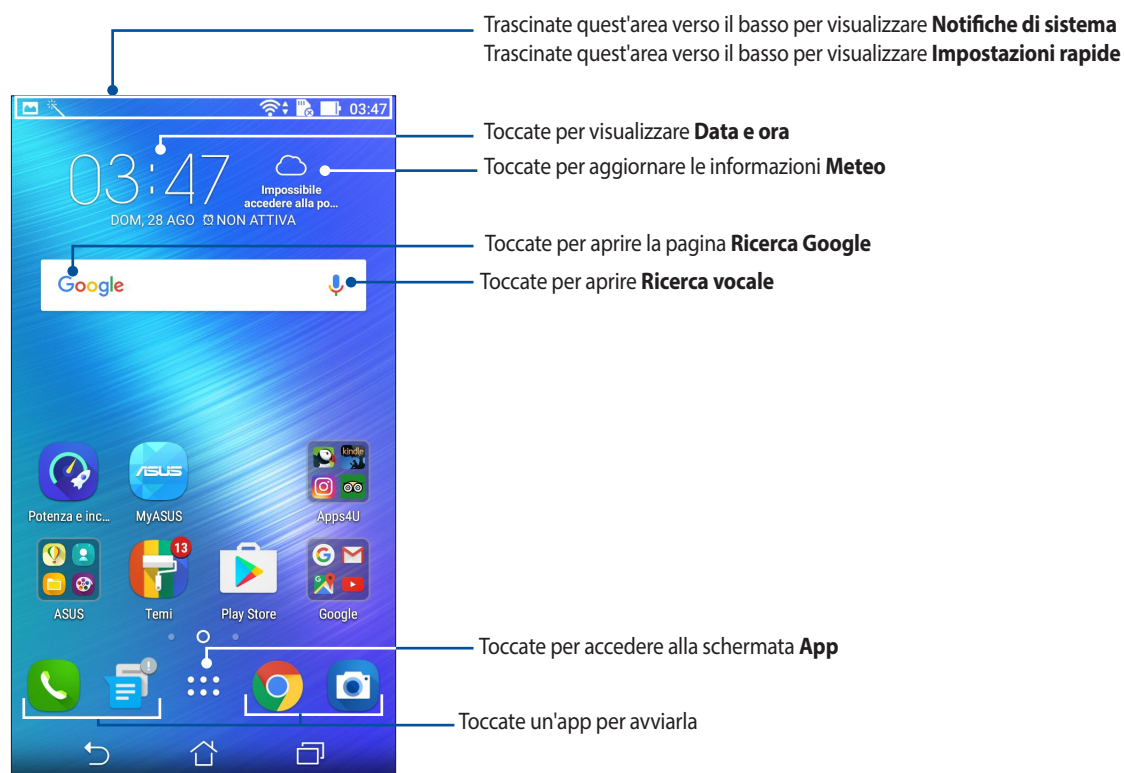 Trascinate quest'area verso il basso per visualizzare Notifiche di sistema
Trascinate quest'area verso il basso per visualizzare Impostazioni rapide
03:47
Toccate per visualizzare Data e ora
03:47
Toccate per aggiornare le informazioni Meteo
Impossibile
accedere alla po...
DOM, 28 AGO NON ATTIVA
Toccate per aprire la pagina Ricerca Google
Google
Toccate per aprire Ricerca vocale
kindle
ASUS
Potenza e inc...
MyASUS
Apps4U
13
G
G
ASUS
Temi
Play Store
Google
Toccate per accedere alla schermata App
!
Toccate un'app per avviarla